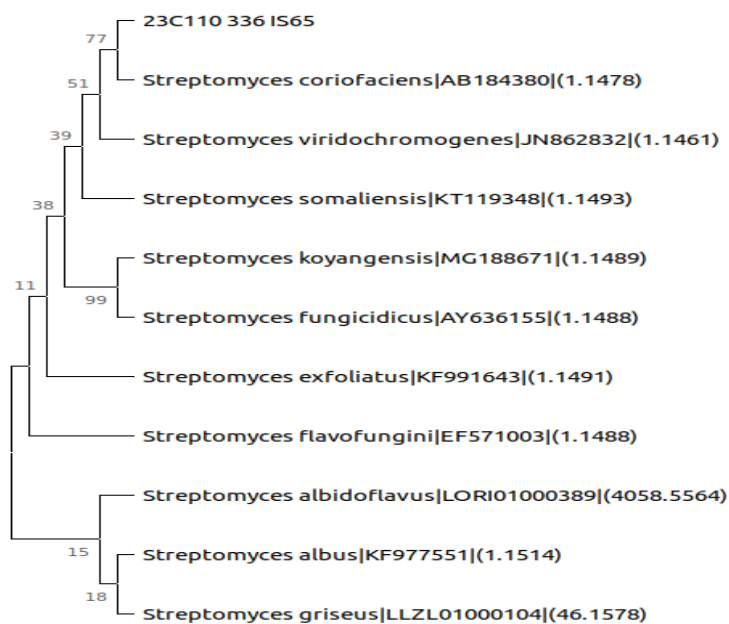 23C110 336 IS65
77
Streptomyces coriofaciens|AB184380|(1.1478)
51
Streptomyces viridochromogenes|JN862832|(1.1461)
39
Streptomyces somaliensis|KT119348|(1.1493)
38
Streptomyces koyangensis|MG188671|(1.1489)
11
99
Streptomyces fungicidicus|AY636155|(1.1488)
Streptomyces exfoliatus|KF991643|(1.1491)
Streptomyces flavofungini|EF571003|(1.1488)
Streptomyces albidoflavus|LORI01000389|(4058.5564)
15
Streptomyces albus|KF977551|(1.1514)
18
Streptomyces griseus|LLZL01000104|(46.1578)